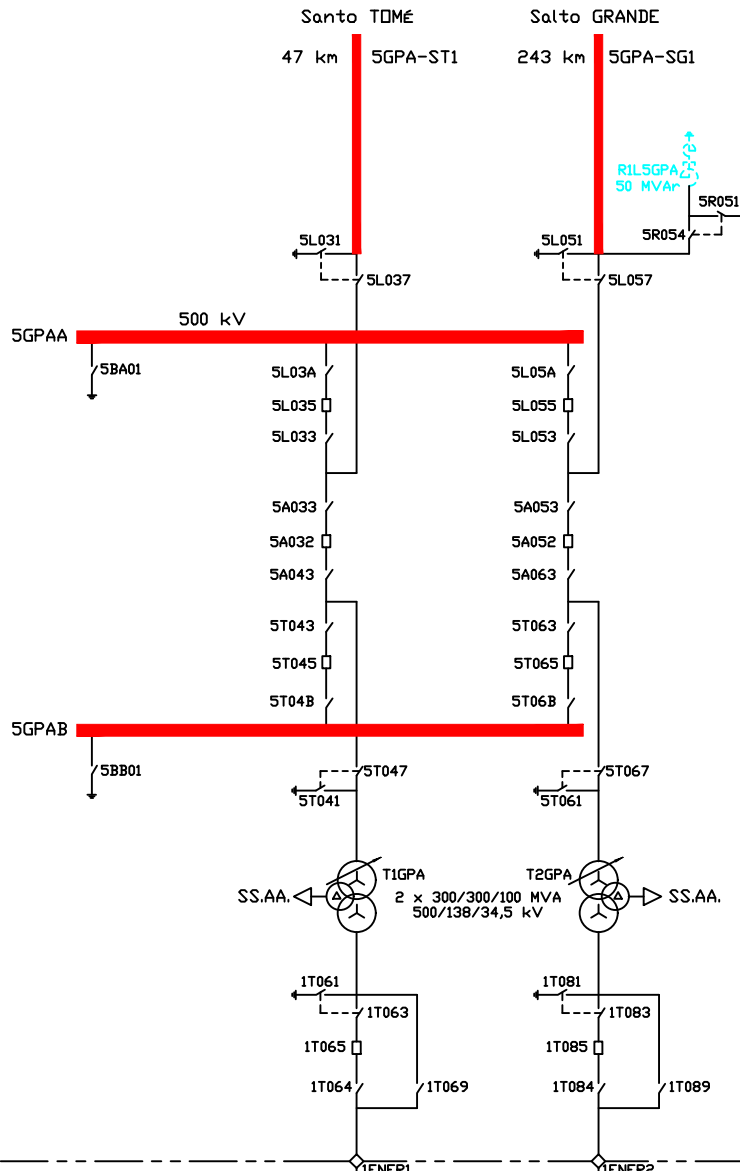 Santo TOMÉ
Salto GRANDE
47 km
5GPA-ST1
243 km
5GPA-SG1
R1L5GPA
50 MVAr
5R051
5R054
5L031
5L037
5L051
5L057
500 kV
5GPAA
5BA01
5L03A
5L035
5L033
5L05A
5L055
5L053
5A033
5A032
5A043
5A053
5A052
5A063
5T043
5T045
5T04B
5T063
5T065
5T06B
5GPAB
5BB01
5T047
5T041
5T067
5T061
T1GPA
T2GPA
SS.AA.
2 x 300/300/100 MVA
500/138/34,5 kV
SS.AA.
1T061
1T063
1T065
1T064
1T069
1T081
1T083
1T085
1T084
1T089